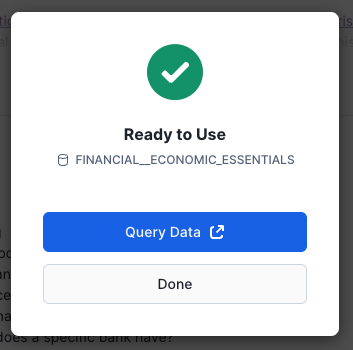 Ready to Use
FINANCIAL__ECONOMIC_ESSENTIALS
Query Data
Done
does a specific bank have?